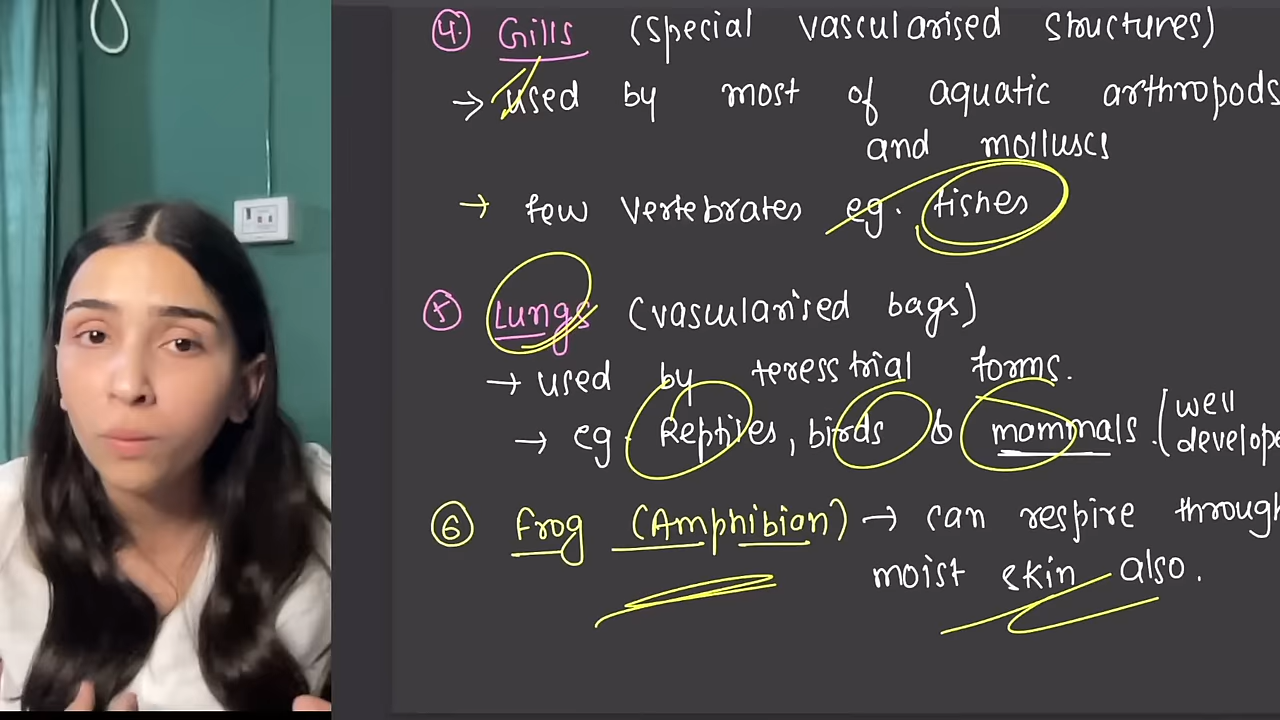 ④ Gills (special vascularised structures)
→ used by most of aquatic arthropods
and molluscs
→ few vertebrates eg. fishes
⑤ Lungs (vascularised bags)
→ used by teresstrial forms.
→ eg. Reptiles, birds & mammals. (well
develope
⑥ Frog (Amphibian) → can respire through
moist skin also.